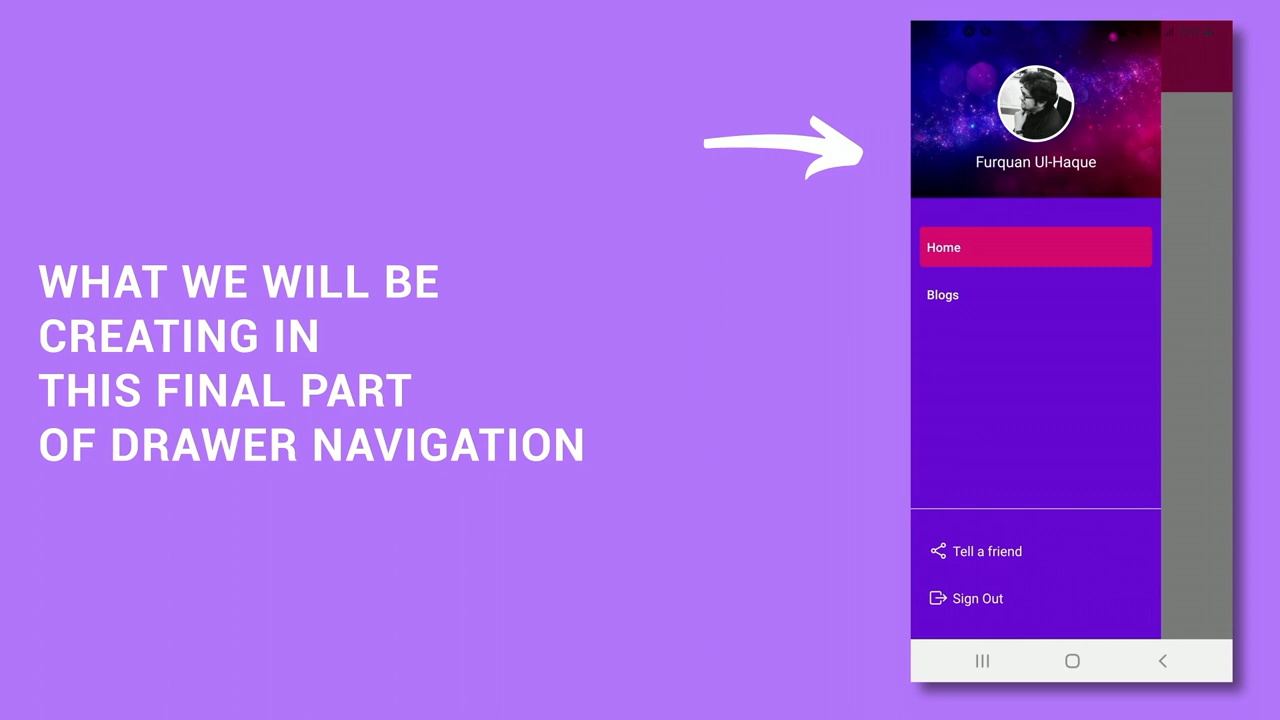 WHAT WE WILL BE
CREATING IN
THIS FINAL PART
OF DRAWER NAVIGATION
Furquan Ul-Haque
Home
Blogs
Tell a friend
Sign Out